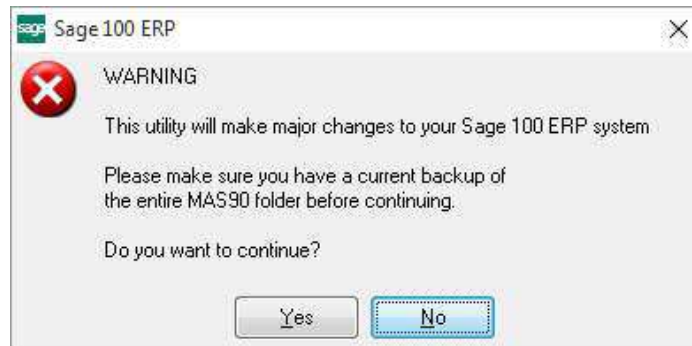 sage Sage 100 ERP
WARNING
This utility will make major changes to your Sage 100 ERP system
Please make sure you have a current backup of
the entire MAS90 folder before continuing.
Do you want to continue?
Yes No